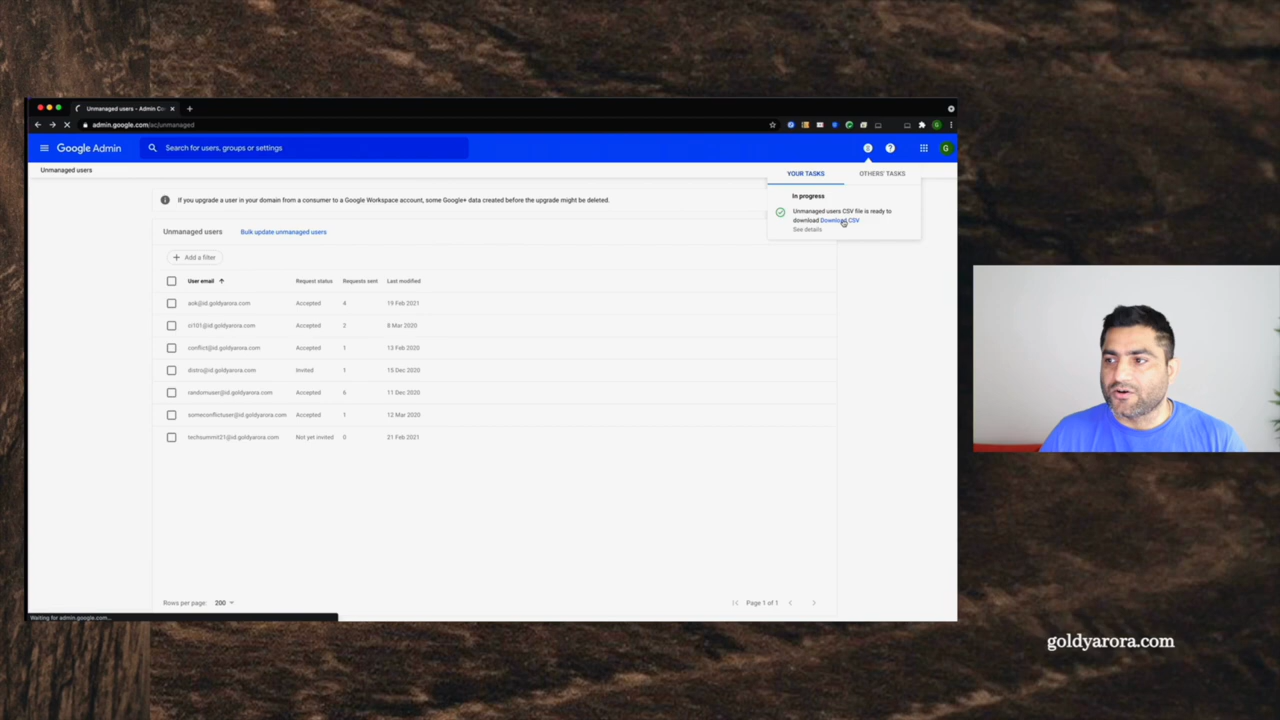 Unmanaged users - Admin Co
admin.google.com/ac/unmanaged
G
Google Admin
Search for users, groups or settings
G
Unmanaged users
YOUR TASKS
OTHERS' TASKS
In progress
Unmanaged users CSV file is ready to
download Download CSV
See details
If you upgrade a user in your domain from a consumer to a Google Workspace account, some Google+ data created before the upgrade might be deleted.
Unmanaged users
Bulk update unmanaged users
Add a filter
User email Request status Requests sent Last modified
aok@id.goldyarora.com Accepted 4 19 Feb 2021
ci101@id.goldyarora.com Accepted 2 8 Mar 2020
conflict@id.goldyarora.com Accepted 1 13 Feb 2020
distro@id.goldyarora.com Invited 1 15 Dec 2020
randomuser@id.goldyarora.com Accepted 6 11 Dec 2020
someconflictuser@id.goldyarora.com Accepted 1 12 Mar 2020
techsummit21@id.goldyarora.com Not yet invited 0 21 Feb 2021
Rows per page: 200
Page 1 of 1
Waiting for admin.google.com...
goldyarora.com